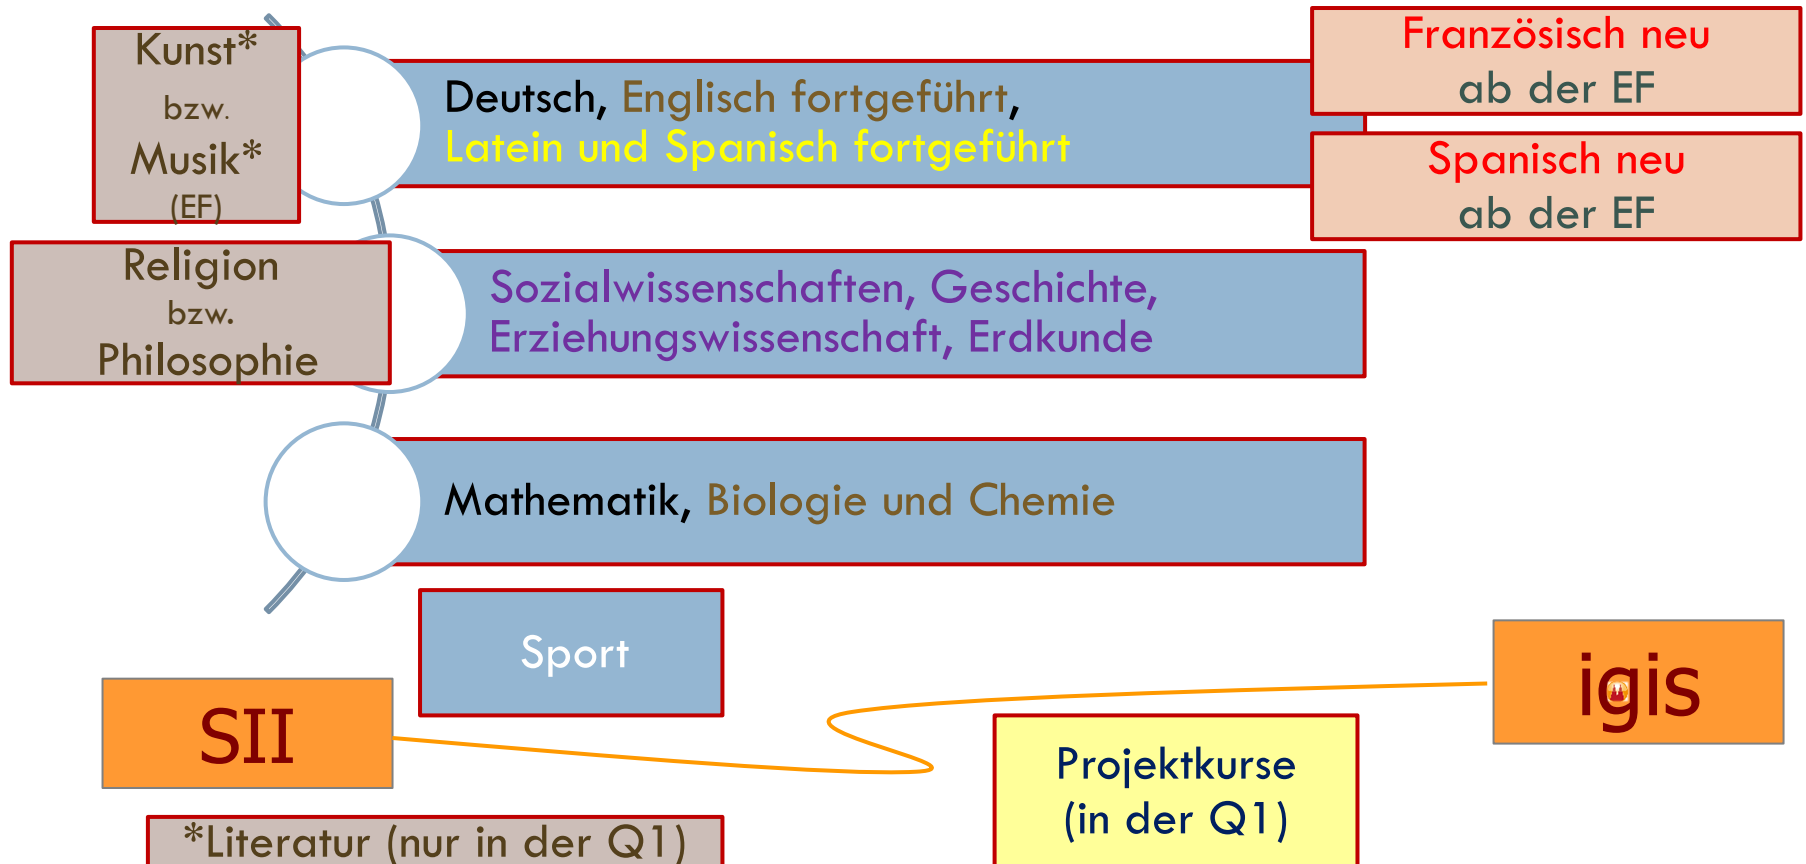 Kunst*
bzw.
Musik*
(EF)
Deutsch, Englisch fortgeführt,
Latein und Spanisch fortgeführt
Französisch neu
ab der EF
Spanisch neu
ab der EF
Religion
bzw.
Philosophie
Sozialwissenschaften, Geschichte,
Erziehungswissenschaft, Erdkunde
Mathematik, Biologie und Chemie
Sport
SII
igis
Projektkurse
(in der Q1)
*Literatur (nur in der Q1)